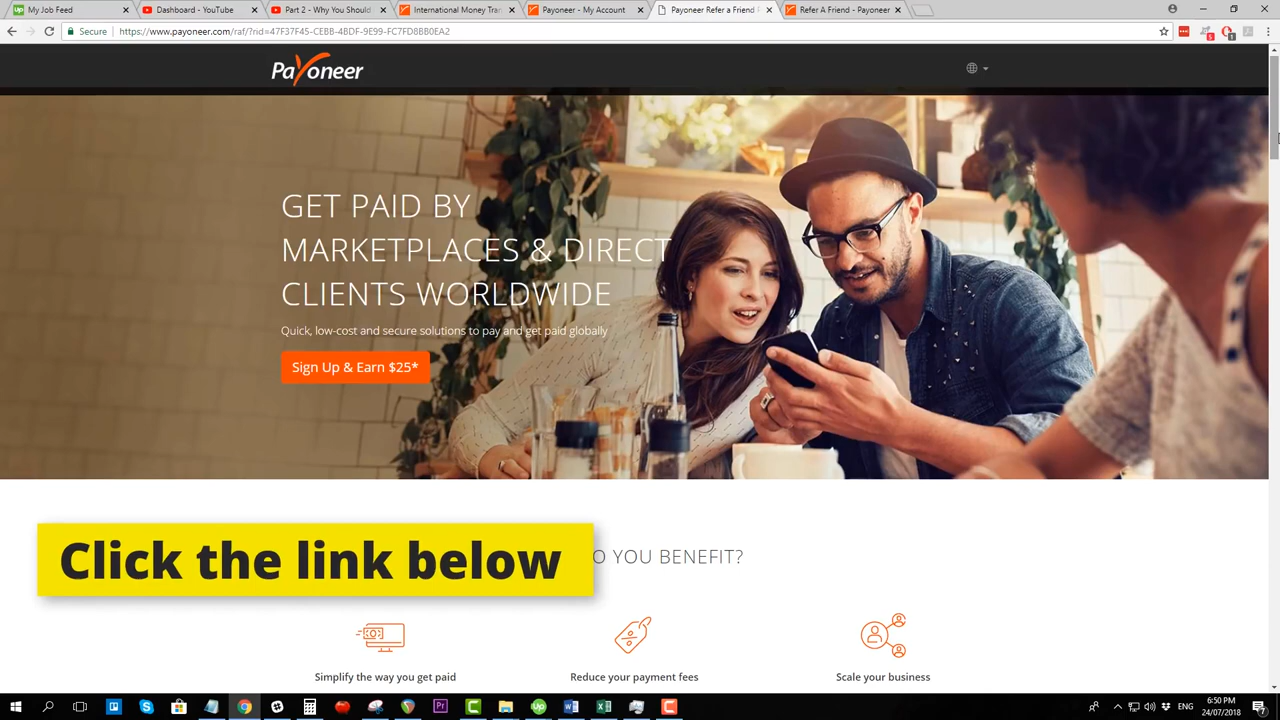 My Job Feed
Dashboard - YouTube
Part 2 - Why You Should
International Money Tran
Payoneer - My Account
Payoneer Refer a Friend P
Refer A Friend - Payoneer
Secure
https://www.payoneer.com/raf/?rid=47F37F45-CEBB-4BDF-9E99-FC7FD8BB0EA2
Payoneer
GET PAID BY
MARKETPLACES & DIRECT
CLIENTS WORLDWIDE
Quick, low-cost and secure solutions to pay and get paid globally
Sign Up & Earn $25*
Click the link below
O YOU BENEFIT?
Simplify the way you get paid
Reduce your payment fees
Scale your business
ENG
6:50 PM
24/07/2018